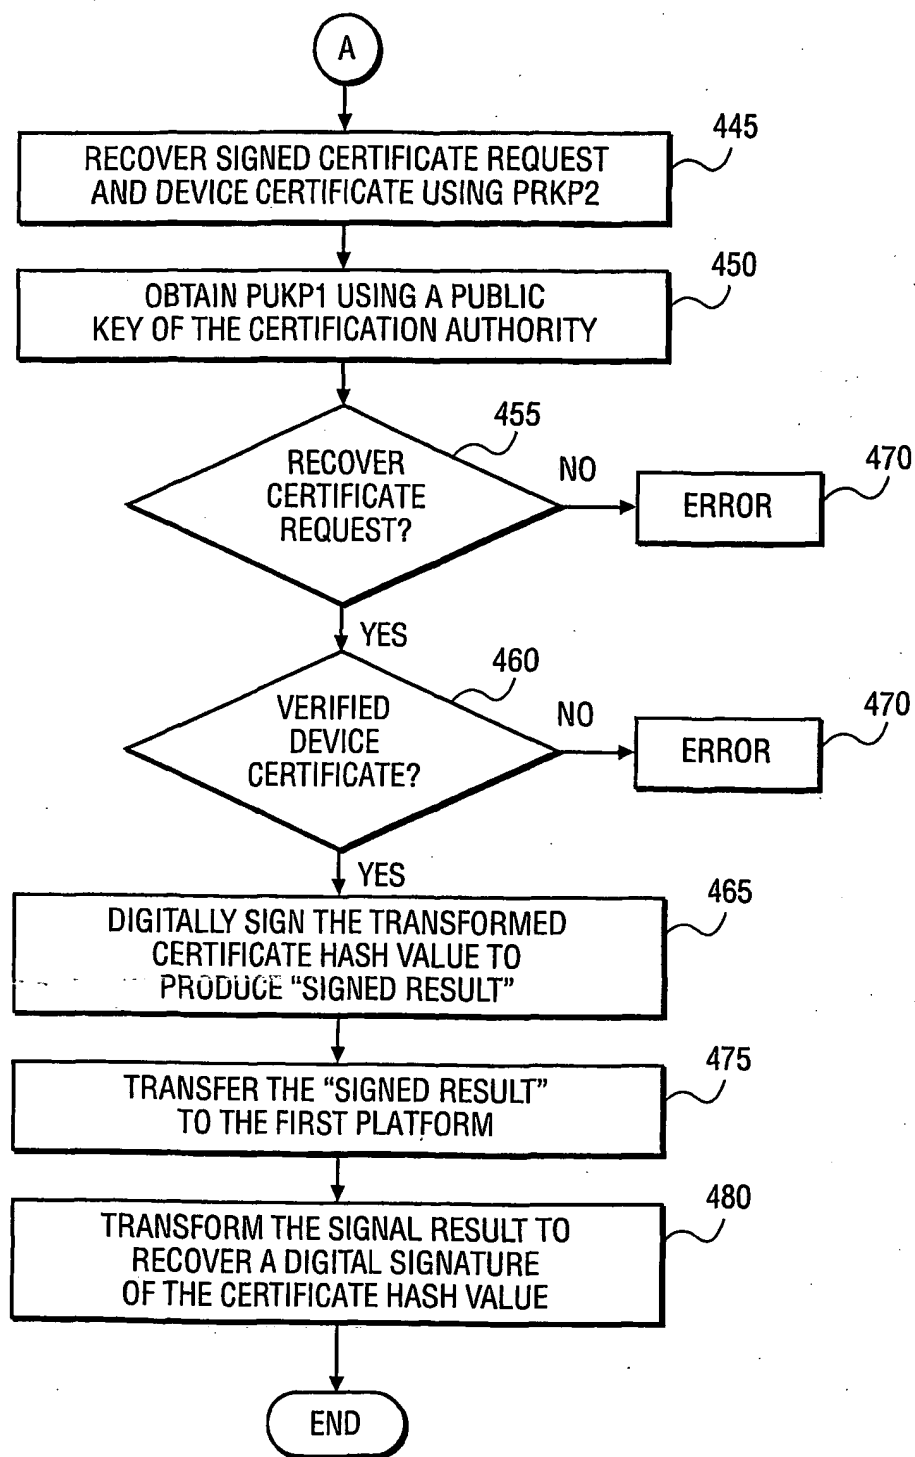 A
445
RECOVER SIGNED CERTIFICATE REQUEST
AND DEVICE CERTIFICATE USING PRKP2
450
OBTAIN PUKP1 USING A PUBLIC
KEY OF THE CERTIFICATION AUTHORITY
455
RECOVER
CERTIFICATE
REQUEST?
NO
470
ERROR
YES
460
VERIFIED
DEVICE
CERTIFICATE?
NO
470
ERROR
YES
465
DIGITALLY SIGN THE TRANSFORMED
CERTIFICATE HASH VALUE TO
PRODUCE “SIGNED RESULT”
475
TRANSFER THE “SIGNED RESULT”
TO THE FIRST PLATFORM
480
TRANSFORM THE SIGNAL RESULT TO
RECOVER A DIGITAL SIGNATURE
OF THE CERTIFICATE HASH VALUE
END